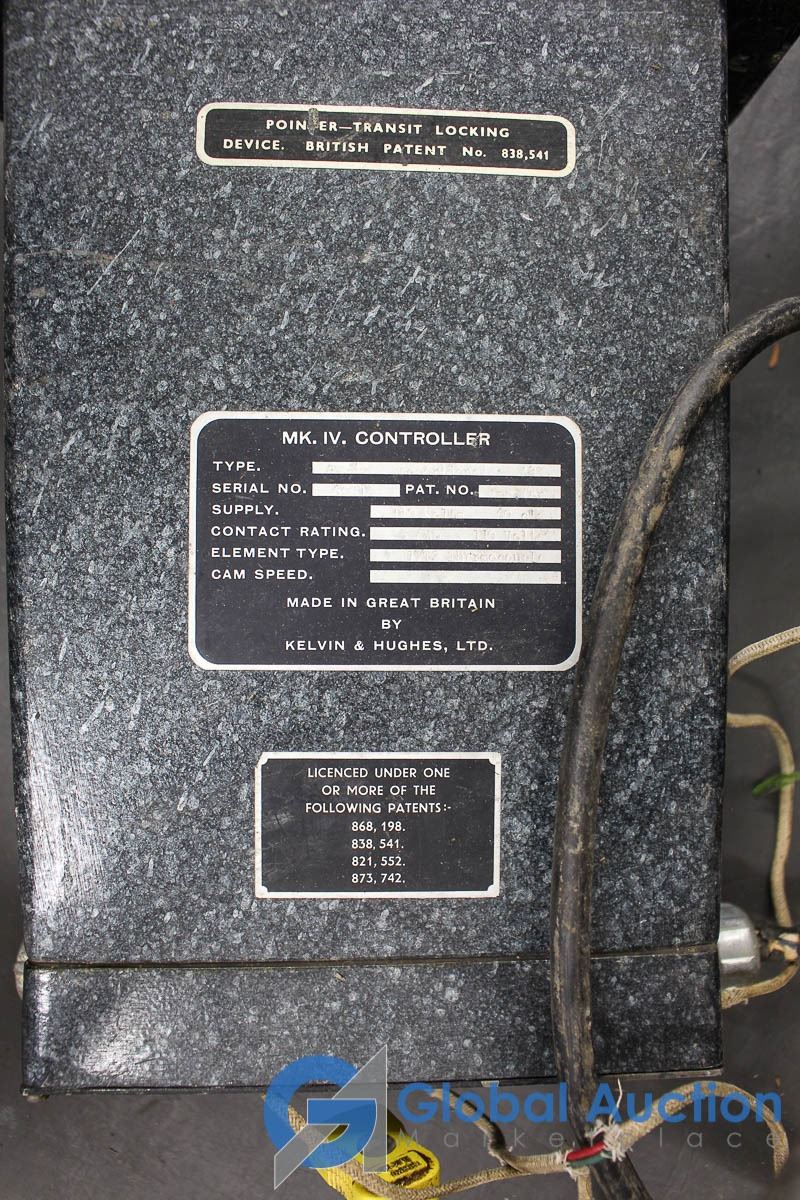 POINTER—TRANSIT LOCKING
DEVICE. BRITISH PATENT No. 838,541
MK. IV. CONTROLLER
TYPE.
SERIAL NO. PAT. NO.
SUPPLY.
CONTACT RATING.
ELEMENT TYPE.
CAM SPEED.
MADE IN GREAT BRITAIN
BY
KELVIN & HUGHES, LTD.
LICENCED UNDER ONE
OR MORE OF THE
FOLLOWING PATENTS:-
868, 198.
838, 541.
821, 552.
873, 742.
Global Auction
Marketplace